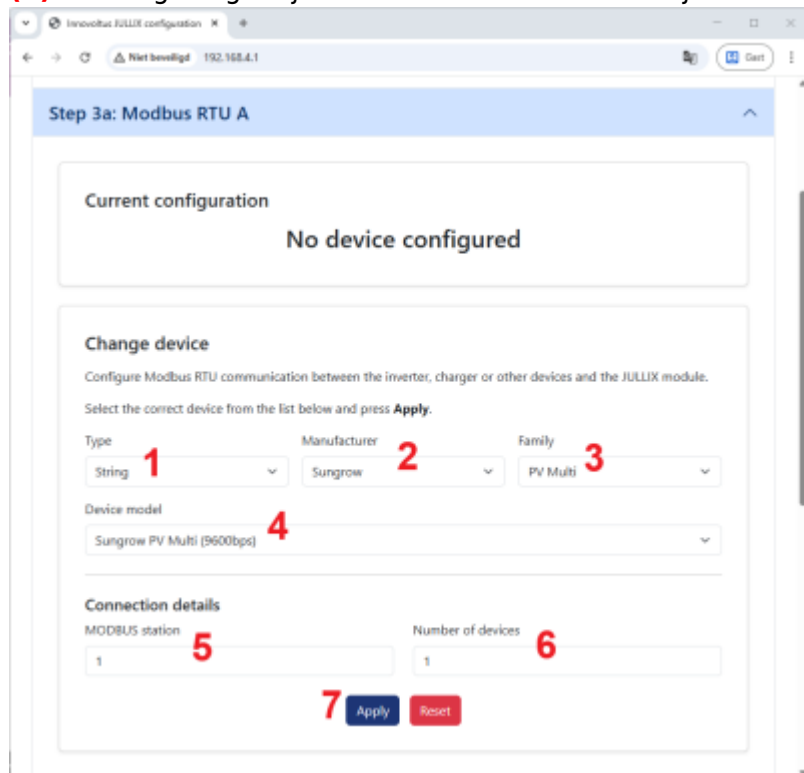 Innovoltus JULLIX configuration
Niet beveiligd 192.168.4.1
Gast
Step 3a: Modbus RTU A
Current configuration
No device configured
Change device
Configure Modbus RTU communication between the inverter, charger or other devices and the JULLIX module.
Select the correct device from the list below and press Apply.
Type Manufacturer Family
1 2 3
String Sungrow PV Multi
Device model
4
Sungrow PV Multi (9600bps)
Connection details
MODBUS station Number of devices
5 6
1 1
7 Apply Reset